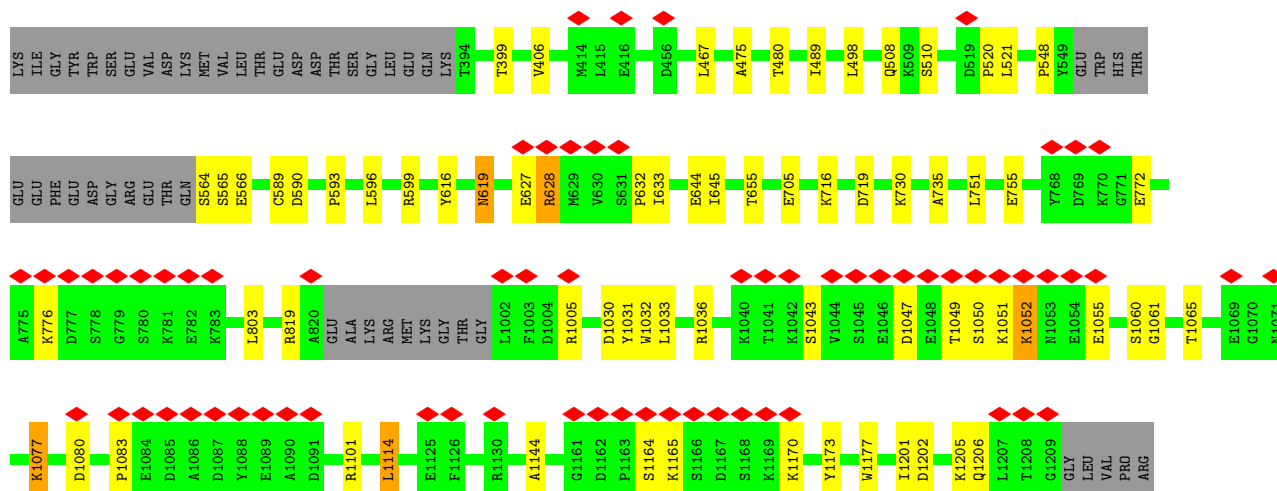 LYS ILE GLY TYR TRP SER GLU VAL ASP LYS MET VAL LEU THR GLU ASP ASP THR SER GLY LEU GLU GLN LYS T394 T399 V406 M414 L415 E416 D456 L467 A475 T480 I489 L498 Q508 K509 S510 D519 P520 L521 P548 Y549 GLU TRP HIS THR
GLU GLU PHE GLU ASP GLY ARG GLU THR GLN S564 S565 E566 C589 D590 P593 L596 R599 Y616 N619 E627 R628 M629 V630 S631 P632 I633 E644 I645 T655 E705 K716 D719 K730 A735 L751 E755 Y768 D769 K770 G771 E772
A775 K776 D777 S778 G779 S780 K781 E782 K783 L803 R819 A820 GLU ALA LYS ARG MET LYS GLY THR GLY L1002 F1003 D1004 R1005 D1030 Y1031 W1032 L1033 R1036 K1040 T1041 K1042 S1043 V1044 S1045 E1046 D1047 E1048 T1049 S1050 K1051 K1052 N1053 E1054 E1055 S1060 G1061 T1065 E1069 G1070 N1071
K1077 D1080 P1083 E1084 D1085 A1086 D1087 Y1088 E1089 A1090 D1091 R1101 L1114 E1125 F1126 R1130 A1144 G1161 D1162 P1163 S1164 K1165 S1166 D1167 S1168 K1169 K1170 Y1173 W1177 I1201 D1202 K1205 Q1206 L1207 T1208 G1209 GLY LEU VAL PRO ARG